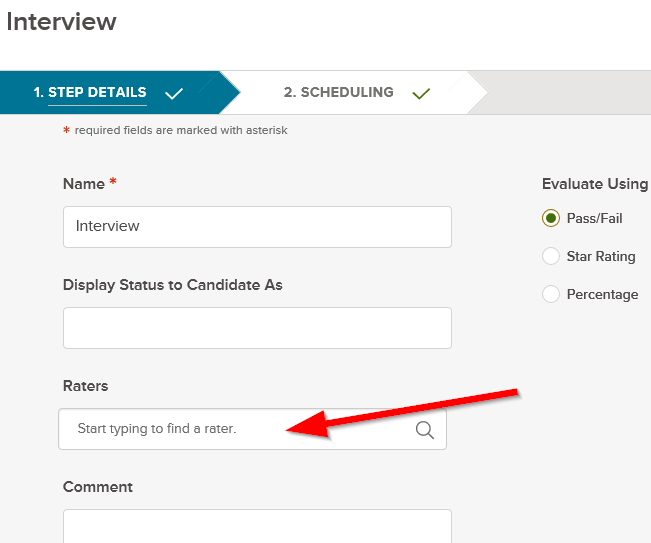 Interview
1. STEP DETAILS
2. SCHEDULING
* required fields are marked with asterisk
Name *
Interview
Display Status to Candidate As
Raters
Start typing to find a rater.
Comment
Evaluate Using
Pass/Fail
Star Rating
Percentage